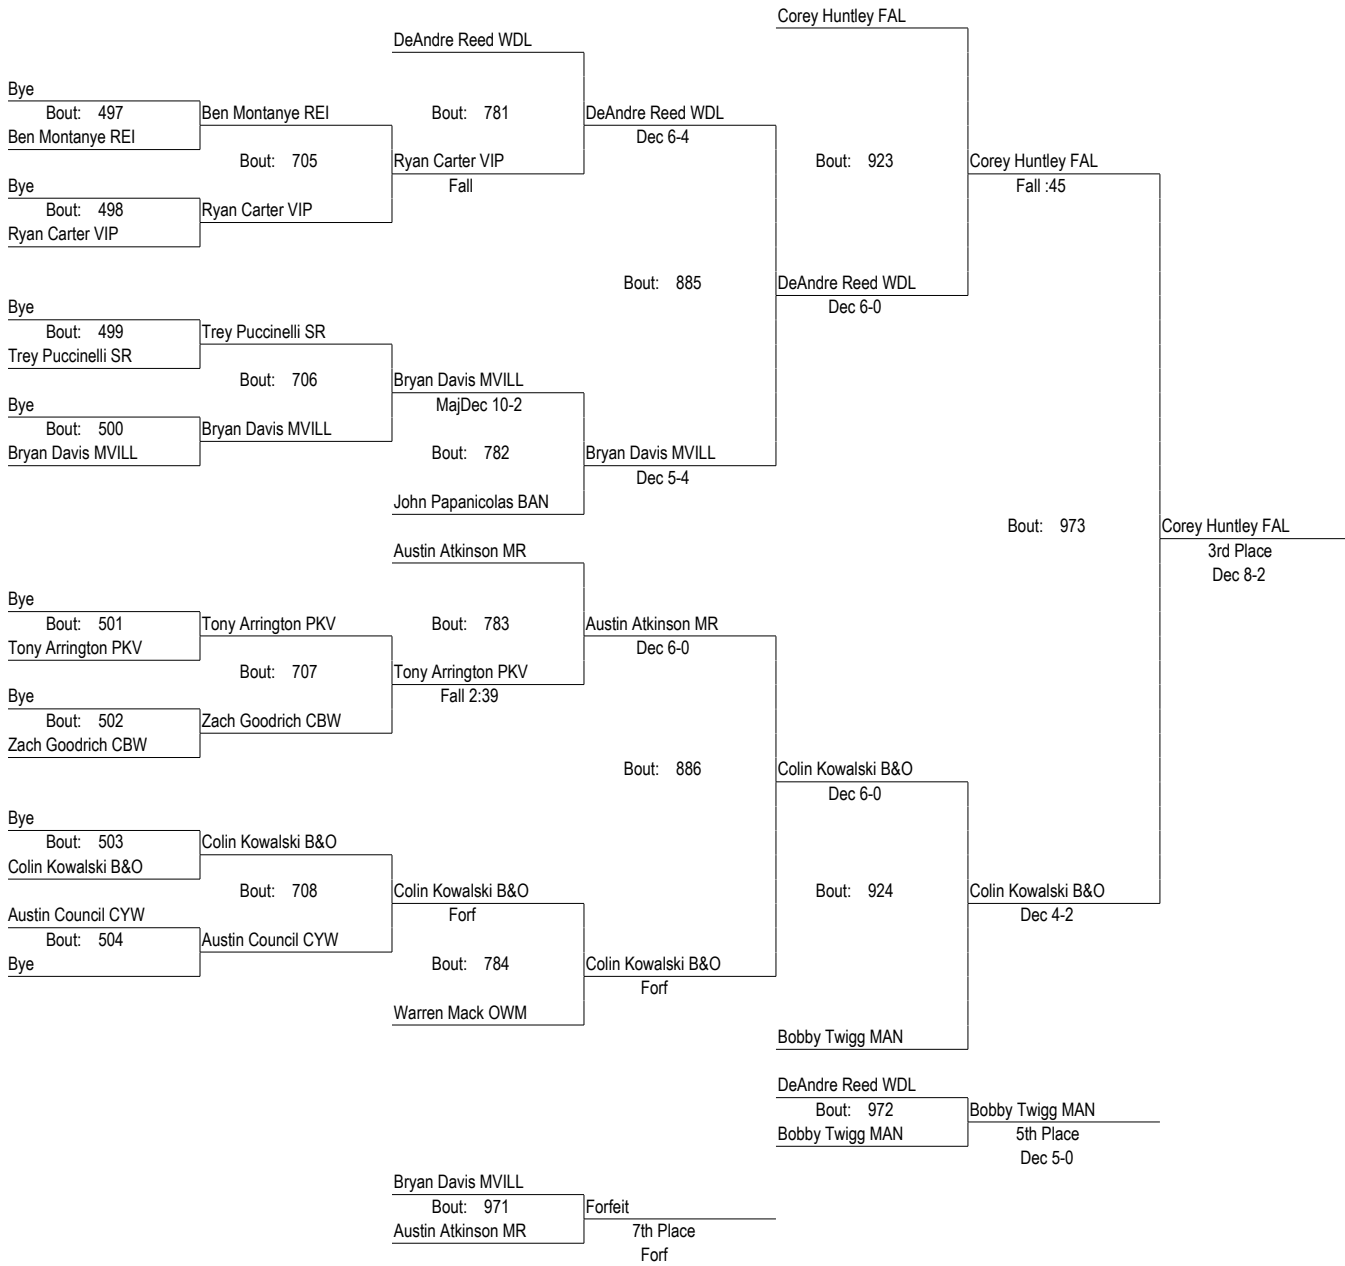 Corey Huntley FAL
DeAndre Reed WDL
Bye
Bout: 497 Ben Montanye REI Bout: 781 DeAndre Reed WDL
Ben Montanye REI Dec 6-4
Bout: 705 Ryan Carter VIP Bout: 923 Corey Huntley FAL
Bye Fall Fall :45
Bout: 498 Ryan Carter VIP
Ryan Carter VIP
Bout: 885 DeAndre Reed WDL
Bye Dec 6-0
Bout: 499 Trey Puccinelli SR
Trey Puccinelli SR
Bout: 706 Bryan Davis MVILL
Bye MajDec 10-2
Bout: 500 Bryan Davis MVILL
Bryan Davis MVILL Bout: 782 Bryan Davis MVILL
Dec 5-4
John Papanicolas BAN
Bout: 973 Corey Huntley FAL
Austin Atkinson MR 3rd Place
Dec 8-2
Bye
Bout: 501 Tony Arrington PKV Bout: 783 Austin Atkinson MR
Tony Arrington PKV Dec 6-0
Bout: 707 Tony Arrington PKV
Bye Fall 2:39
Bout: 502 Zach Goodrich CBW
Zach Goodrich CBW
Bout: 886 Colin Kowalski B&O
Dec 6-0
Bye
Bout: 503 Colin Kowalski B&O
Colin Kowalski B&O
Bout: 708 Colin Kowalski B&O Bout: 924 Colin Kowalski B&O
Austin Council CYW Forf Dec 4-2
Bout: 504 Austin Council CYW
Bye Bout: 784 Colin Kowalski B&O
Forf
Warren Mack OWM
Bobby Twigg MAN
DeAndre Reed WDL
Bout: 972 Bobby Twigg MAN
Bobby Twigg MAN 5th Place
Dec 5-0
Bryan Davis MVILL
Bout: 971 Forfeit
Austin Atkinson MR 7th Place
Forf